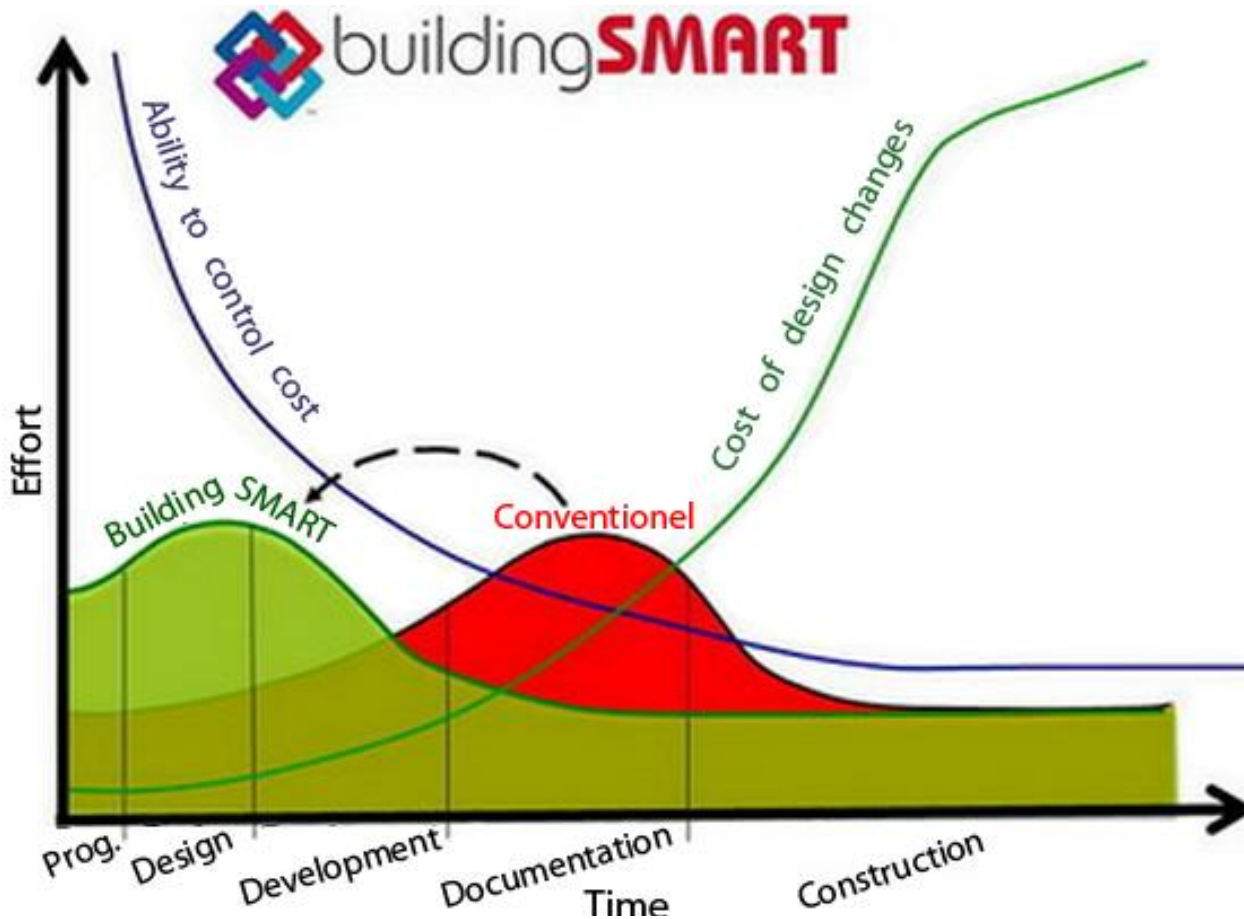 buildingSMART
™
Ability to control cost
Cost of design changes
Effort
Building SMART
Conventionel
Prog.
Design
Development
Documentation
Construction
Time